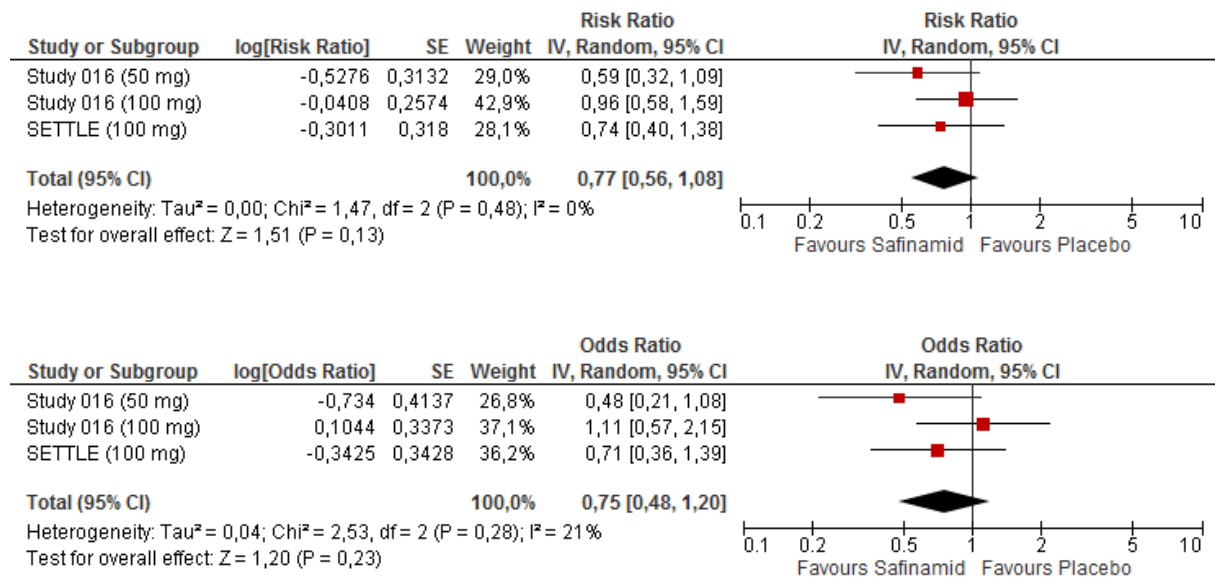 Risk Ratio Risk Ratio
Study or Subgroup log[Risk Ratio] SE Weight IV, Random, 95% CI IV, Random, 95% CI
Study 016 (50 mg) -0,5276 0,3132 29,0% 0,59 [0,32, 1,09]
Study 016 (100 mg) -0,0408 0,2574 42,9% 0,96 [0,58, 1,59]
SETTLE (100 mg) -0,3011 0,318 28,1% 0,74 [0,40, 1,38]
Total (95% CI) 100,0% 0,77 [0,56, 1,08]
Heterogeneity: Tau² = 0,00; Chi² = 1,47, df = 2 (P = 0,48); I² = 0%
Test for overall effect: Z = 1,51 (P = 0,13)
0.1 0.2 0.5 1 2 5 10
Favours Safinamid Favours Placebo
Odds Ratio Odds Ratio
Study or Subgroup log[Odds Ratio] SE Weight IV, Random, 95% CI IV, Random, 95% CI
Study 016 (50 mg) -0,734 0,4137 26,8% 0,48 [0,21, 1,08]
Study 016 (100 mg) 0,1044 0,3373 37,1% 1,11 [0,57, 2,15]
SETTLE (100 mg) -0,3425 0,3428 36,2% 0,71 [0,36, 1,39]
Total (95% CI) 100,0% 0,75 [0,48, 1,20]
Heterogeneity: Tau² = 0,04; Chi² = 2,53, df = 2 (P = 0,28); I² = 21%
Test for overall effect: Z = 1,20 (P = 0,23)
0.1 0.2 0.5 1 2 5 10
Favours Safinamid Favours Placebo